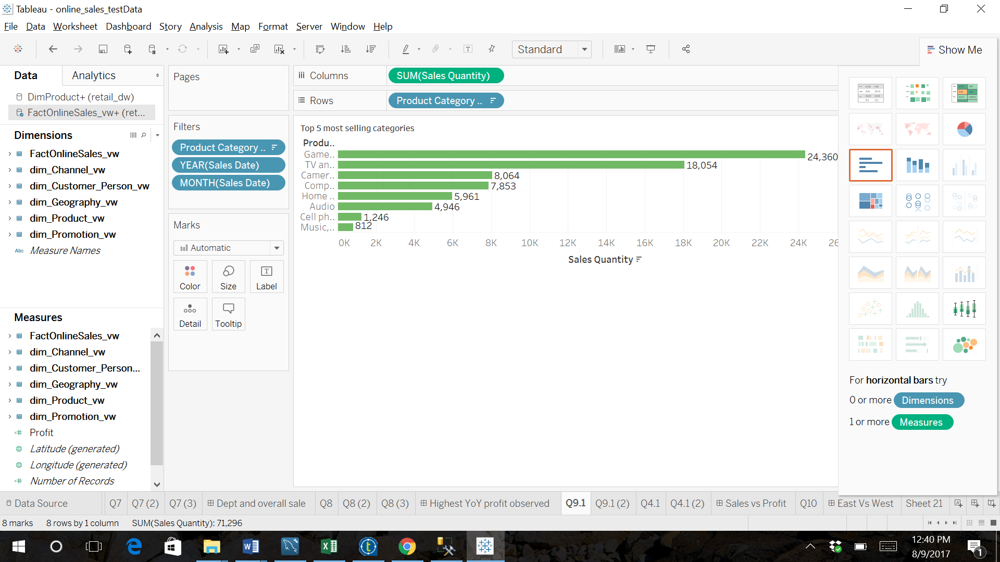 Tableau - online_sales_testData
File Data Worksheet Dashboard Story Analysis Map Format Server Window Help
Standard
Show Me
Data Analytics
DimProduct+ (retail_dw)
FactOnlineSales_vw+ (ret...
Dimensions
FactOnlineSales_vw
dim_Channel_vw
dim_Customer_Person_vw
dim_Geography_vw
dim_Product_vw
dim_Promotion_vw
Abc Measure Names
Measures
FactOnlineSales_vw
dim_Channel_vw
dim_Customer_Person...
dim_Geography_vw
dim_Product_vw
dim_Promotion_vw
Profit
Latitude (generated)
Longitude (generated)
Number of Records
Pages
Filters
Product Category ..
YEAR(Sales Date)
MONTH(Sales Date)
Marks
Automatic
Color Size Label
Detail Tooltip
Columns SUM(Sales Quantity)
Rows Product Category ..
Top 5 most selling categories
Produ..
Game.. 24,360
TV an.. 18,054
Camer.. 8,064
Comp.. 7,853
Home .. 5,961
Audio 4,946
Cell ph.. 1,246
Music,.. 812
0K 2K 4K 6K 8K 10K 12K 14K 16K 18K 20K 22K 24K 26
Sales Quantity
For horizontal bars try
0 or more Dimensions
1 or more Measures
Data Source Q7 Q7 (2) Q7 (3) Dept and overall sale Q8 Q8 (2) Q8 (3) Highest YoY profit observed Q9.1 Q9.1 (2) Q4.1 Q4.1 (2) Sales vs Profit Q10 East Vs West Sheet 21
8 marks 8 rows by 1 column SUM(Sales Quantity): 71,296
12:40 PM
8/9/2017
1